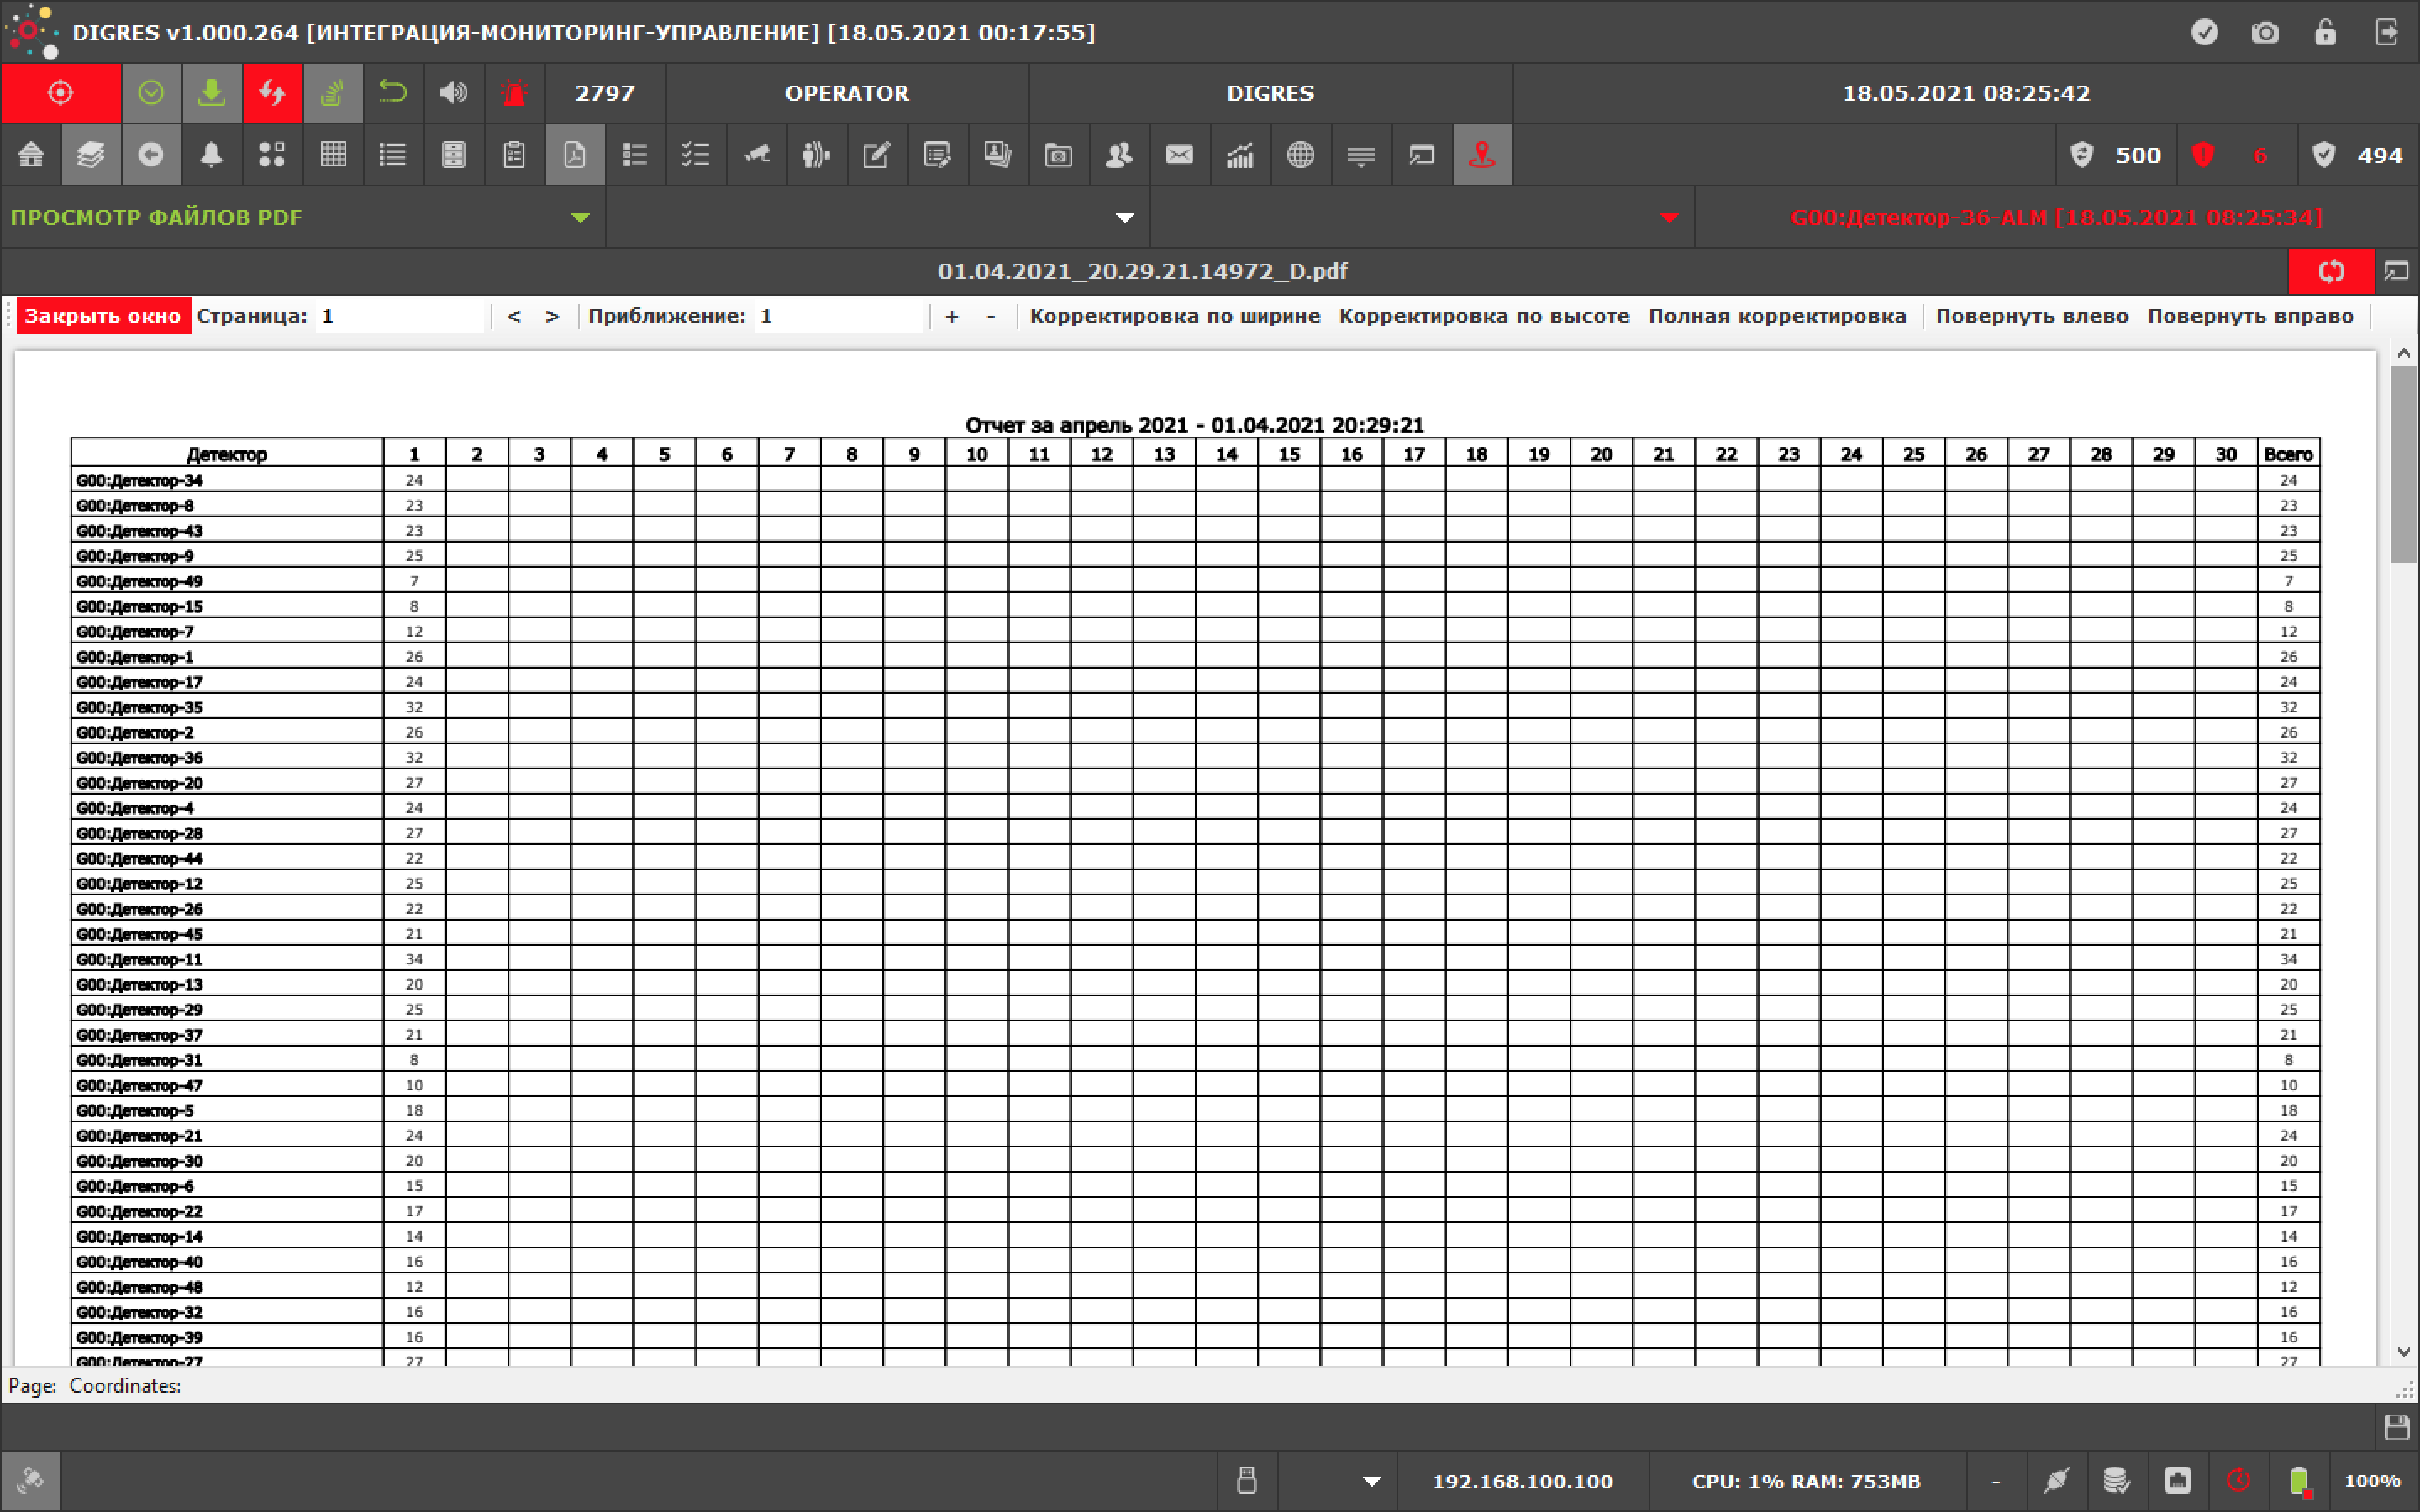 DIGRES v1.000.264 [ИНТЕГРАЦИЯ-МОНИТОРИНГ-УПРАВЛЕНИЕ] [18.05.2021 00:17:55]
2797 OPERATOR DIGRES 18.05.2021 08:25:42
500 6 494
ПРОСМОТР ФАЙЛОВ PDF G00:Детектор-36-ALM [18.05.2021 08:25:34]
01.04.2021_20.29.21.14972_D.pdf
Закрыть окно Страница: 1 < > Приближение: 1 + - Корректировка по ширине Корректировка по высоте Полная корректировка Повернуть влево Повернуть вправо
Отчет за апрель 2021 - 01.04.2021 20:29:21
Детектор 1 2 3 4 5 6 7 8 9 10 11 12 13 14 15 16 17 18 19 20 21 22 23 24 25 26 27 28 29 30 Всего
G00:Детектор-34 24 24
G00:Детектор-8 23 23
G00:Детектор-43 23 23
G00:Детектор-9 25 25
G00:Детектор-49 7 7
G00:Детектор-15 8 8
G00:Детектор-7 12 12
G00:Детектор-1 26 26
G00:Детектор-17 24 24
G00:Детектор-35 32 32
G00:Детектор-2 26 26
G00:Детектор-36 32 32
G00:Детектор-20 27 27
G00:Детектор-4 24 24
G00:Детектор-28 27 27
G00:Детектор-44 22 22
G00:Детектор-12 25 25
G00:Детектор-26 22 22
G00:Детектор-45 21 21
G00:Детектор-11 34 34
G00:Детектор-13 20 20
G00:Детектор-29 25 25
G00:Детектор-37 21 21
G00:Детектор-31 8 8
G00:Детектор-47 10 10
G00:Детектор-5 18 18
G00:Детектор-21 24 24
G00:Детектор-30 20 20
G00:Детектор-6 15 15
G00:Детектор-22 17 17
G00:Детектор-14 14 14
G00:Детектор-40 16 16
G00:Детектор-48 12 12
G00:Детектор-32 16 16
G00:Детектор-39 16 16
G00:Детектор-27 27 27
Page: Coordinates:
192.168.100.100 CPU: 1% RAM: 753MB - 100%